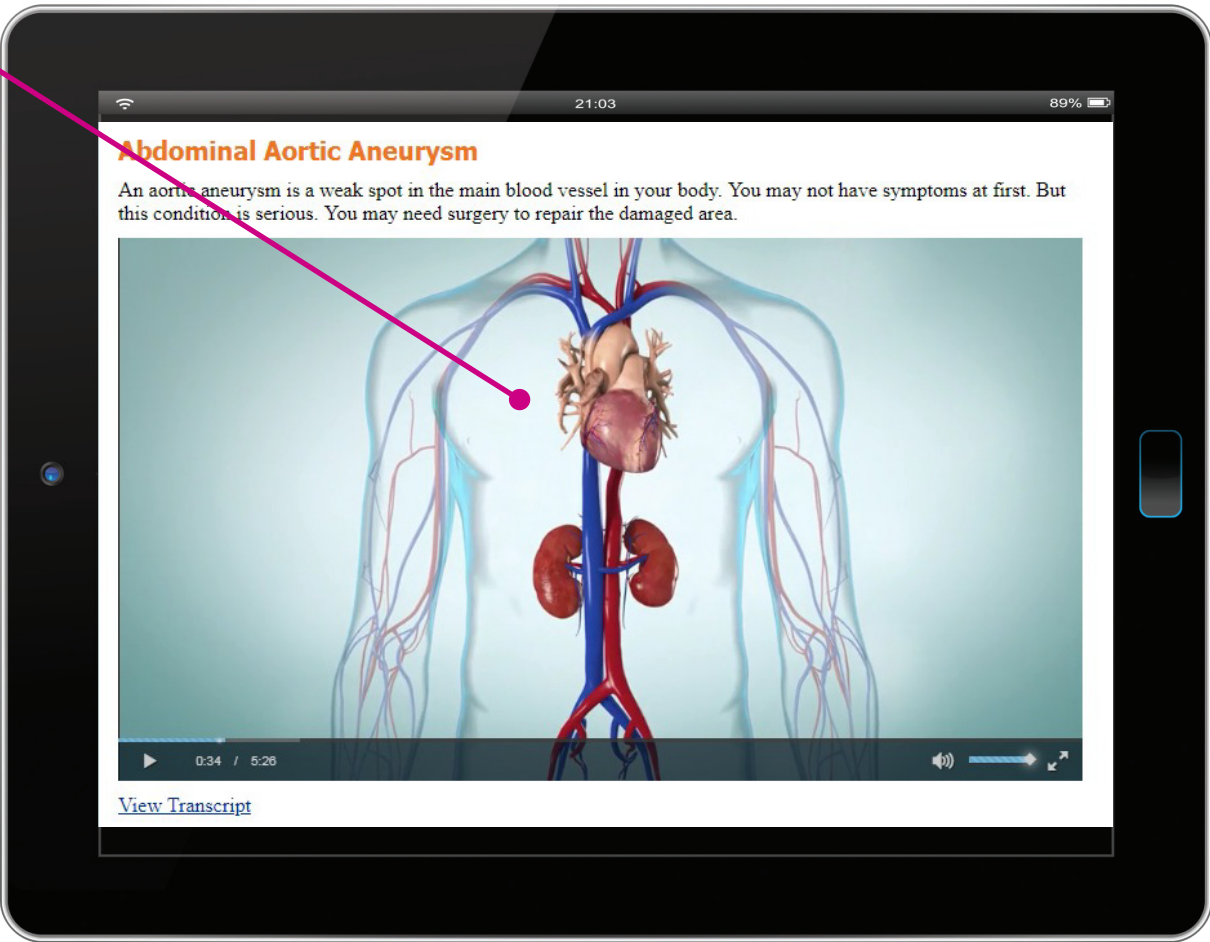 21:03
89%
Abdominal Aortic Aneurysm
An aortic aneurysm is a weak spot in the main blood vessel in your body. You may not have symptoms at first. But
this condition is serious. You may need surgery to repair the damaged area.
0:34 / 5:26
View Transcript